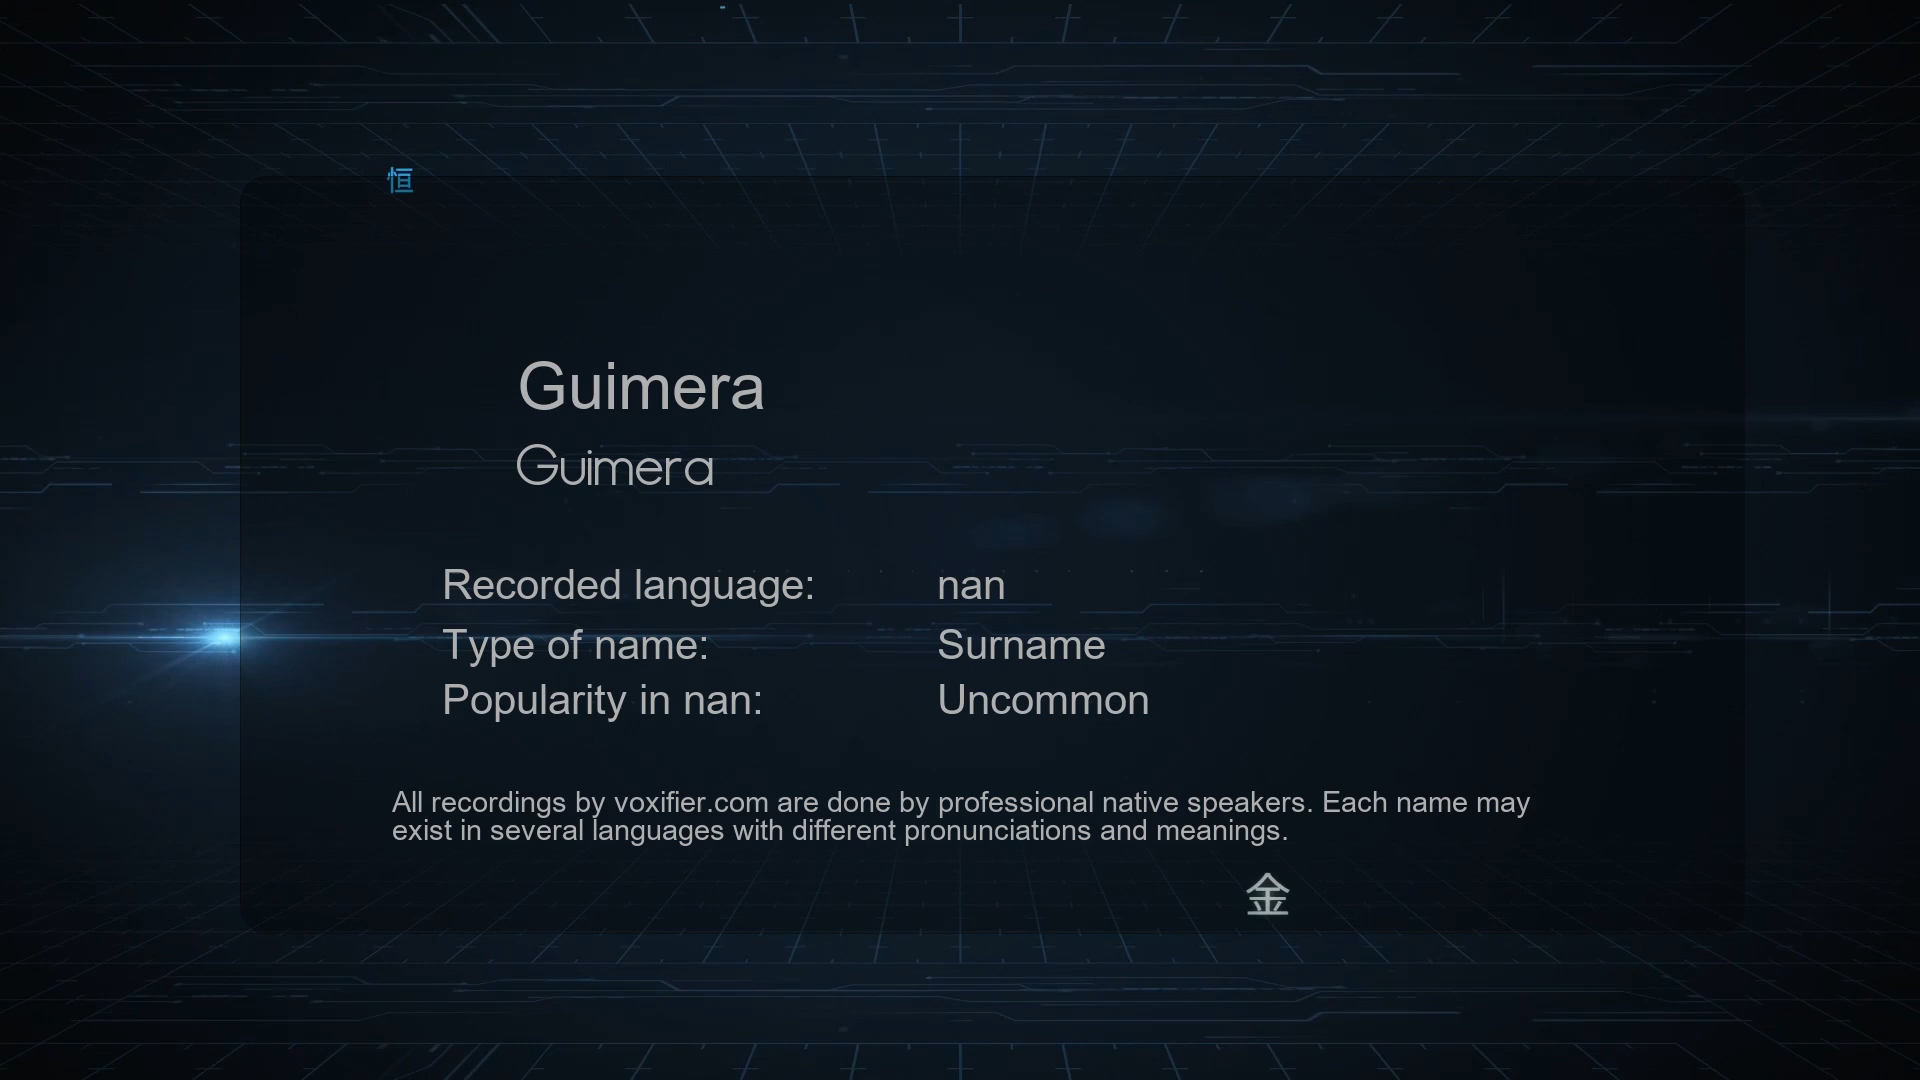 恒
Guimera
Guimera
Recorded language: nan
Type of name: Surname
Popularity in nan: Uncommon
All recordings by voxifier.com are done by professional native speakers. Each name may
exist in several languages with different pronunciations and meanings.
金